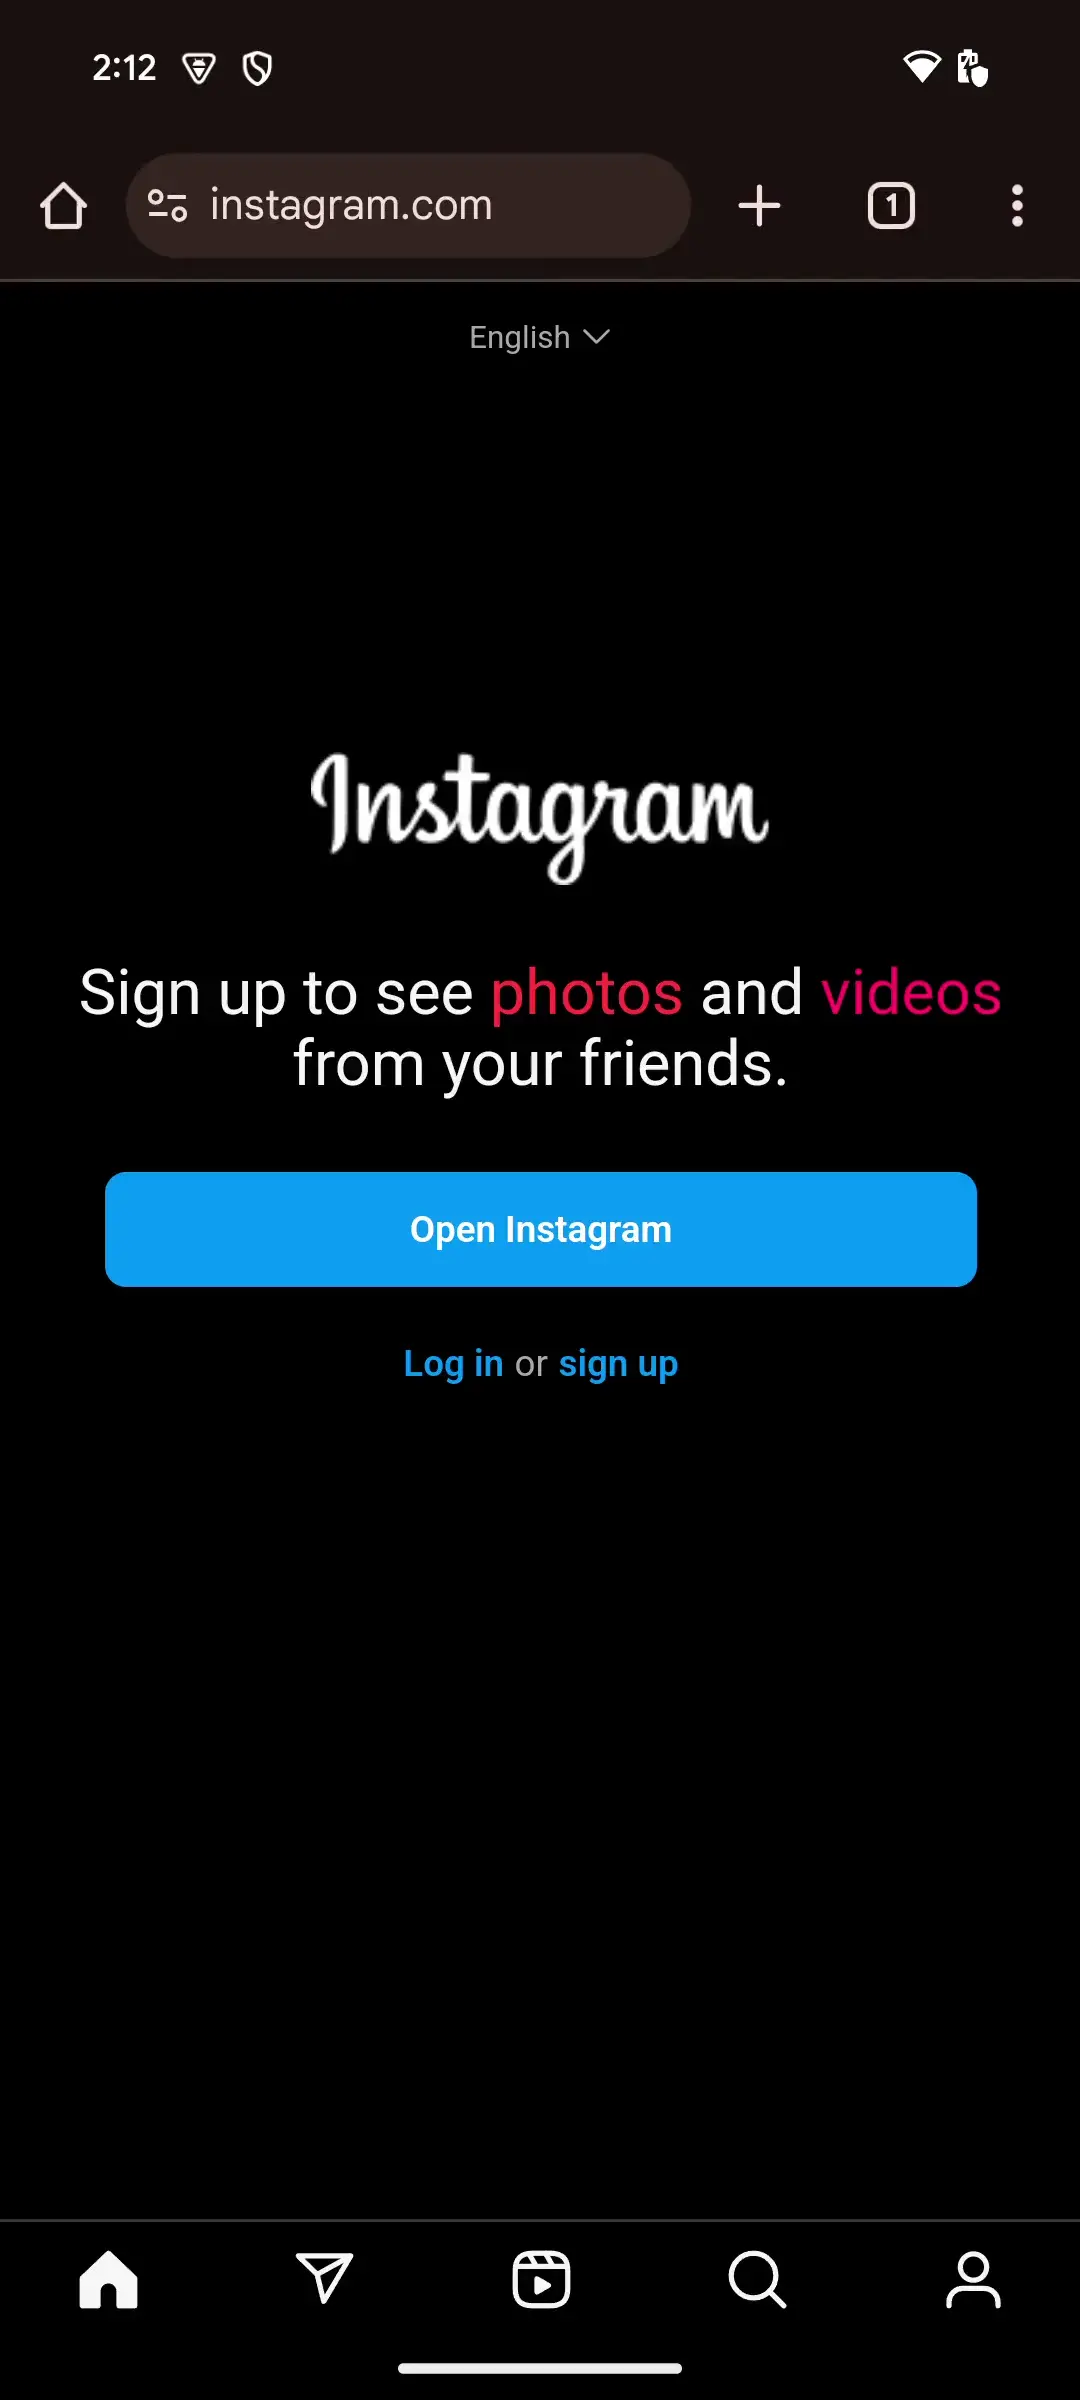 2:12
instagram.com
1
English
Instagram
Sign up to see photos and videos
from your friends.
Open Instagram
Log in or sign up